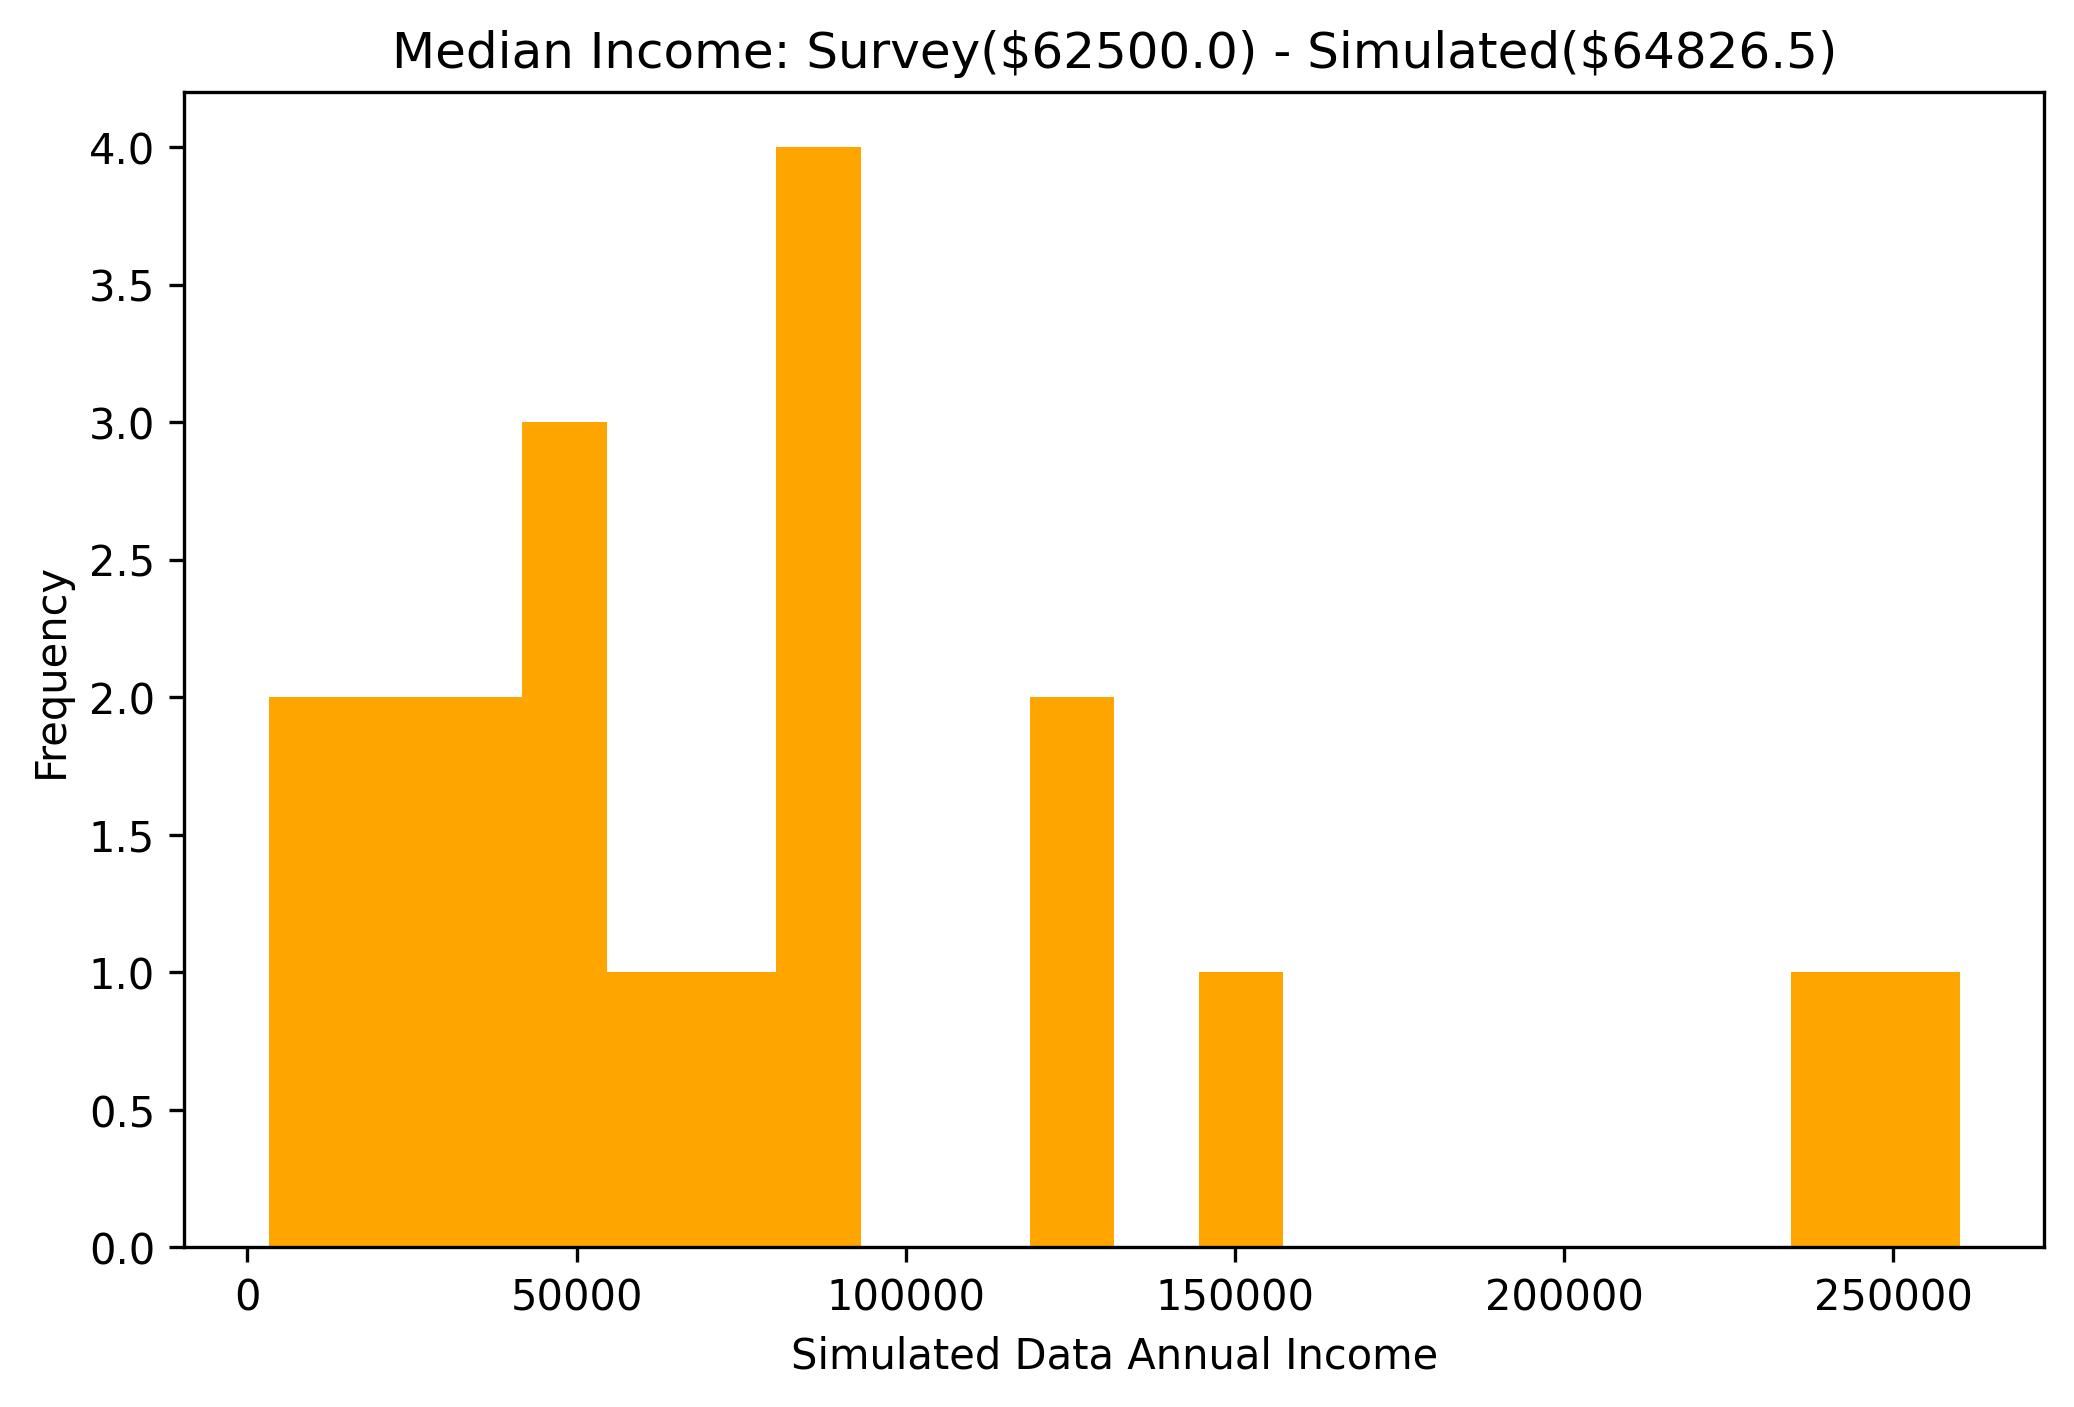 Median Income: Survey($62500.0) - Simulated($64826.5)
4.0
3.5
3.0
2.5
2.0
1.5
1.0
0.5
0.0
Frequency
0 50000 100000 150000 200000 250000
Simulated Data Annual Income